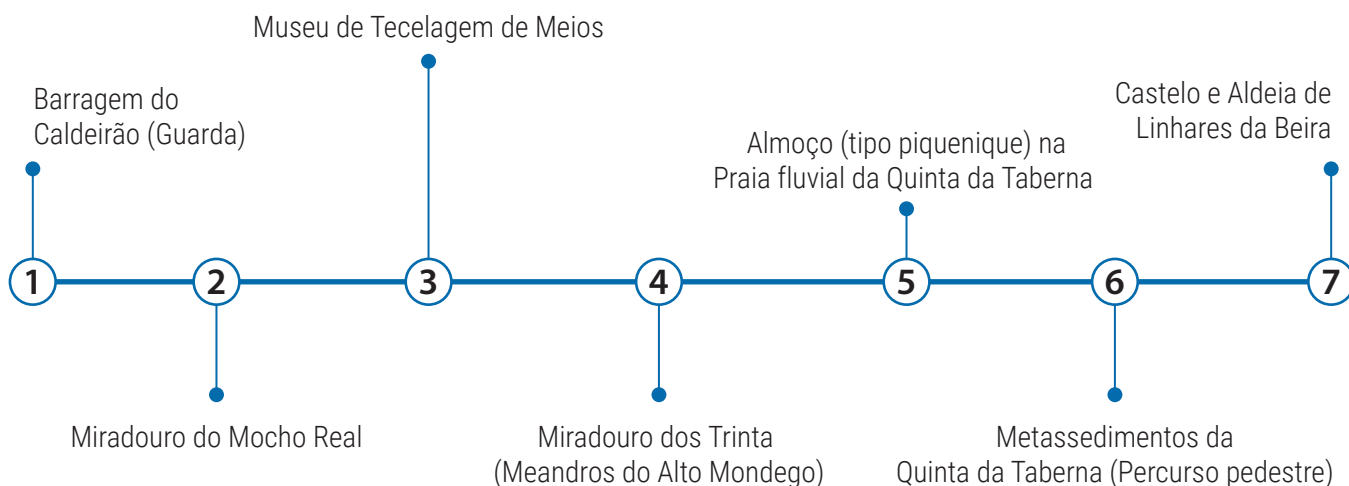 Museu de Tecelagem de Meios
Barragem do
Caldeirão (Guarda)
Castelo e Aldeia de
Linhares da Beira
Almoço (tipo piquenique) na
Praia fluvial da Quinta da Taberna
1
2
3
4
5
6
7
Miradouro do Mocho Real
Miradouro dos Trinta
(Meandros do Alto Mondego)
Metassedimentos da
Quinta da Taberna (Percurso pedestre)